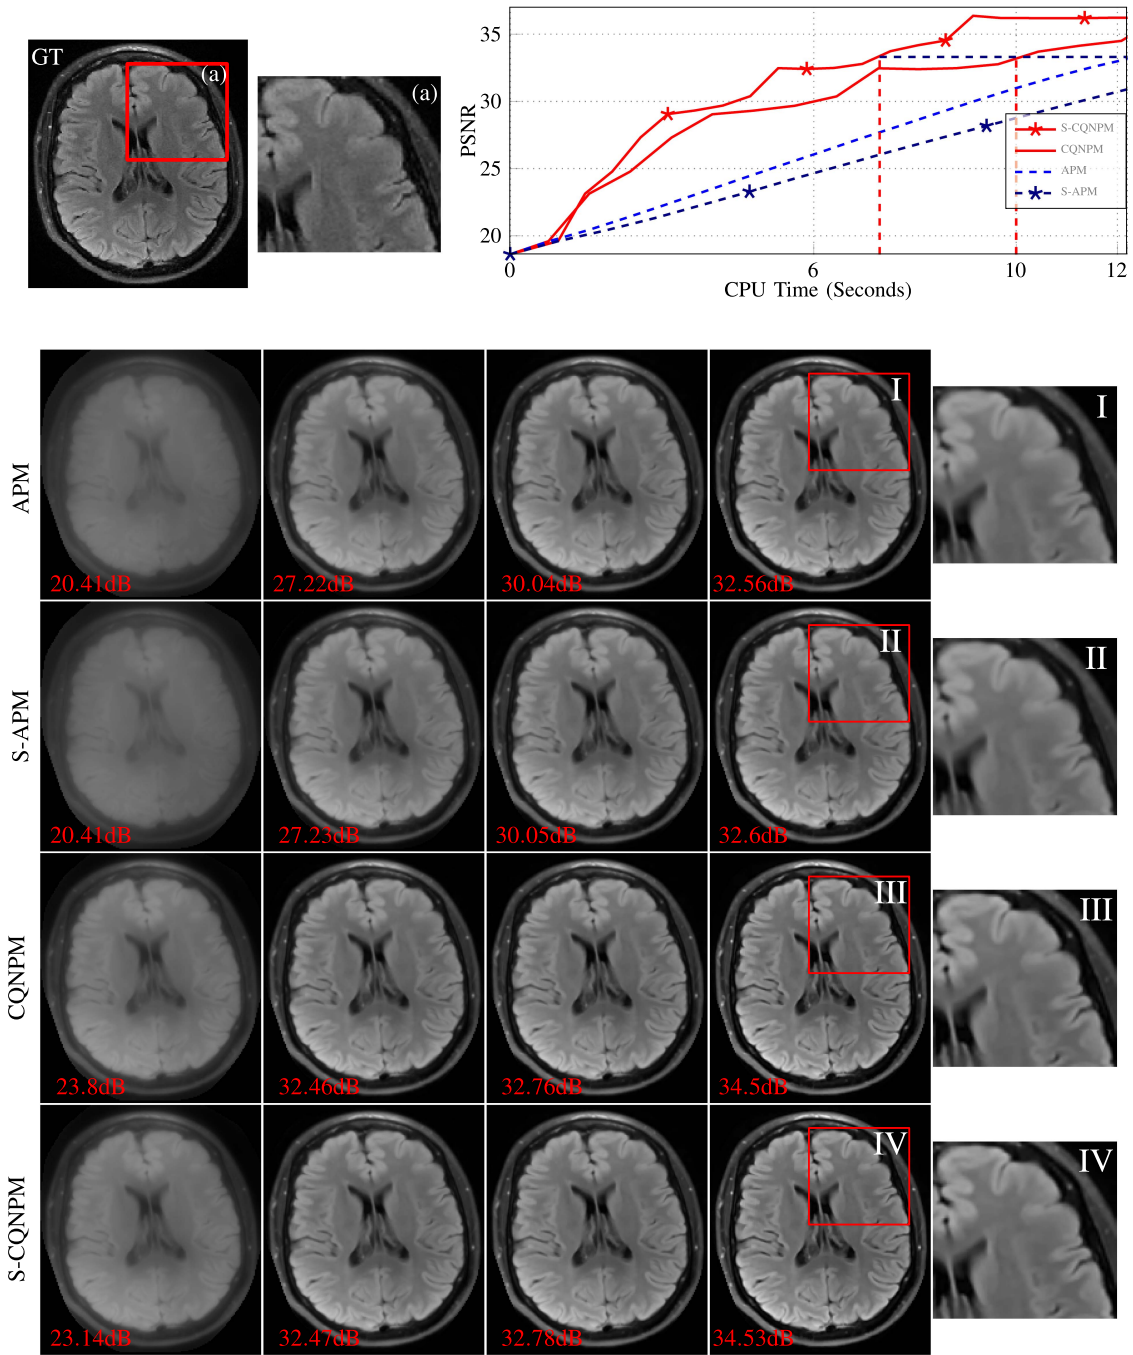 GT
(a)
(a)
PSNR
35
30
25
20
0
6
10
12
CPU Time (Seconds)
S-CQNPM
CQNPM
APM
S-APM
APM
20.41dB
27.22dB
30.04dB
32.56dB
I
I
S-APM
20.41dB
27.23dB
30.05dB
32.6dB
II
II
CQNPM
23.8dB
32.46dB
32.76dB
34.5dB
III
III
S-CQNPM
23.14dB
32.47dB
32.78dB
34.53dB
IV
IV